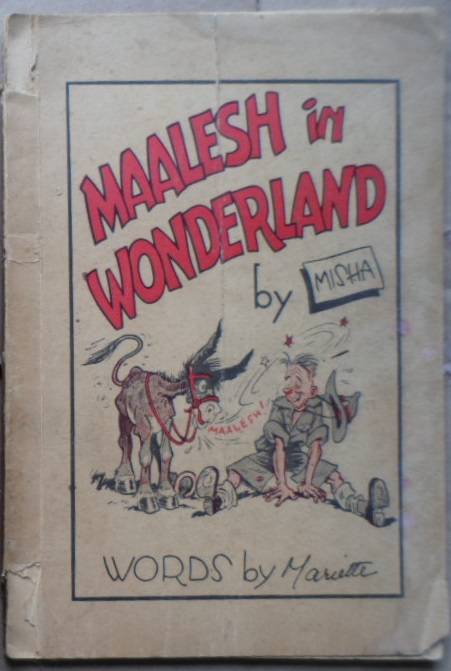 MAALESH in
WONDERLAND
by MISHA
MAALESH!
WORDS by Mariette